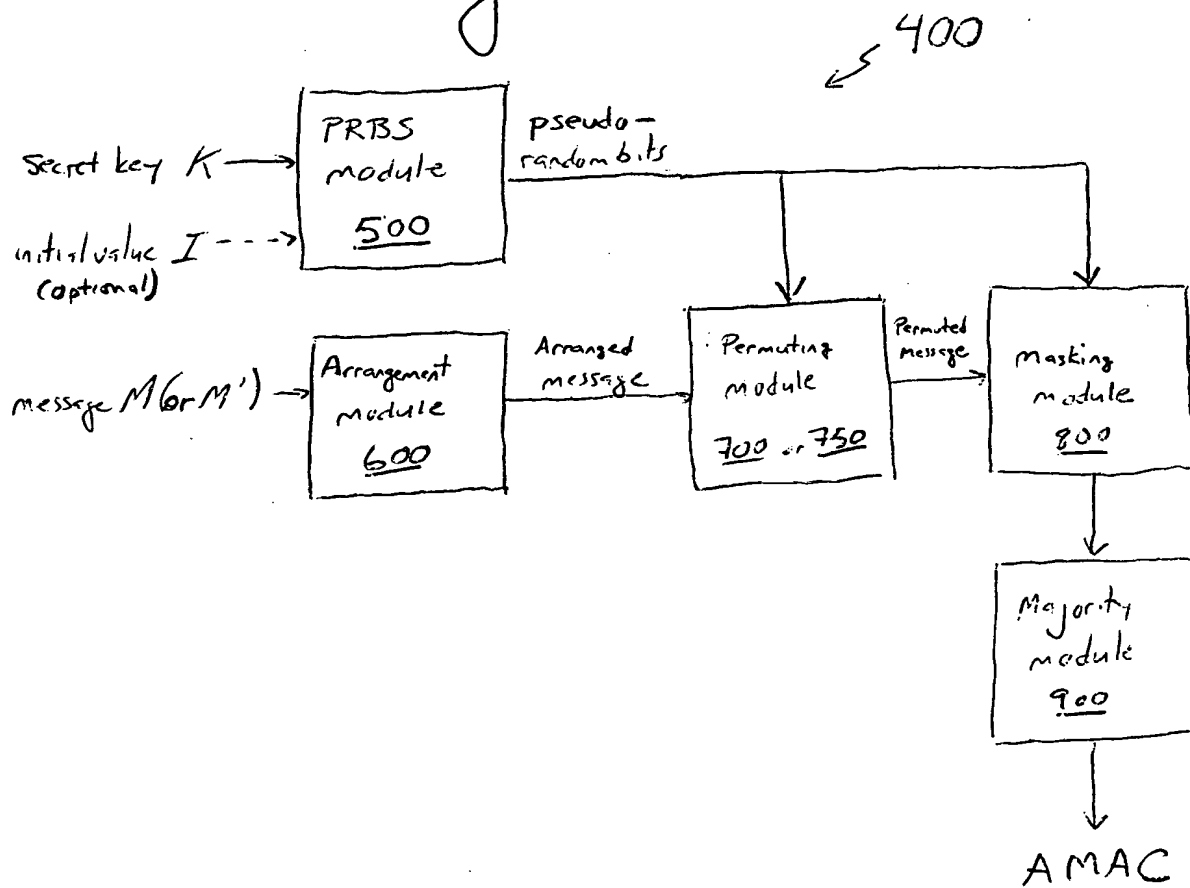 400
PRBS
module
500
pseudo-
random bits
Secret key K
initial value I
(optional)
Arrangement
module
600
message M (or M')
Arranged
message
Permuting
module
700 or 750
Permuted
message
Masking
module
800
Majority
module
900
AMAC